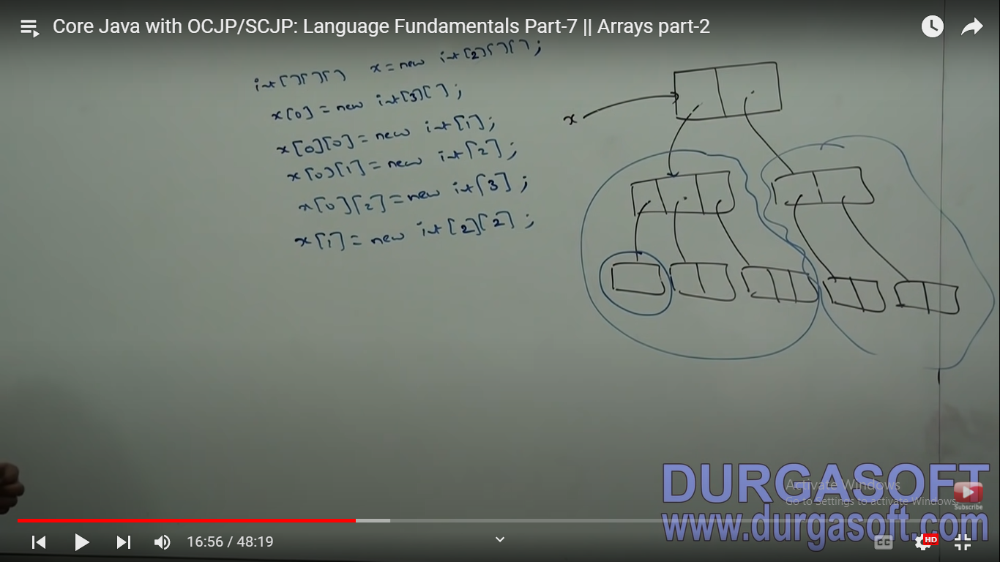 Core Java with OCJP/SCJP: Language Fundamentals Part-7 || Arrays part-2
int[][][] x = new int[2][][];
x[0] = new int[3][];
x[0][0] = new int[1];
x[0][1] = new int[2];
x[0][2] = new int[3];
x[1] = new int[2][2];
x
DURGASOFT
www.durgasoft.com
Activate Windows
Go to Settings to activate Windows.
Subscribe
16:56 / 48:19
CC
HD